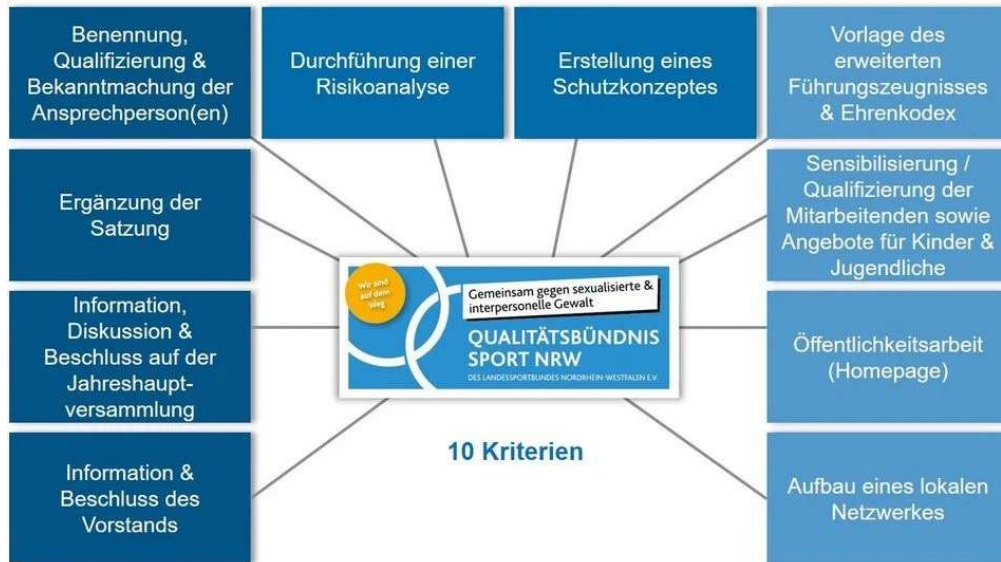 Benennung,
Qualifizierung &
Bekanntmachung der
Ansprechperson(en)
Durchführung einer
Risikoanalyse
Erstellung eines
Schutzkonzeptes
Vorlage des
erweiterten
Führungszeugnisses
& Ehrenkodex
Ergänzung der
Satzung
Sensibilisierung /
Qualifizierung der
Mitarbeitenden sowie
Angebote für Kinder &
Jugendliche
Wir sind
auf dem
Weg
Gemeinsam gegen sexualisierte &
interpersonelle Gewalt
QUALITÄTSBÜNDNIS
SPORT NRW
DES LANDESSPORTBUNDES NORDRHEIN-WESTFALEN E.V.
Information,
Diskussion &
Beschluss auf der
Jahreshaupt-
versammlung
Öffentlichkeitsarbeit
(Homepage)
10 Kriterien
Information &
Beschluss des
Vorstands
Aufbau eines lokalen
Netzwerkes